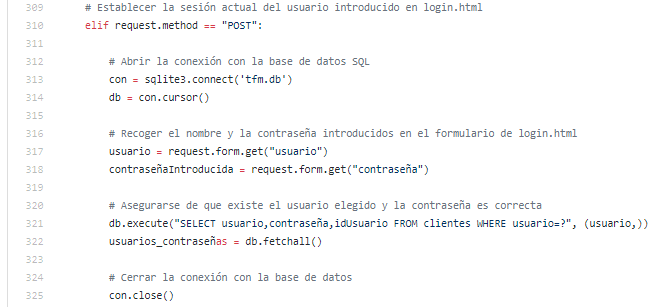 309 # Establecer la sesión actual del usuario introducido en login.html
310 elif request.method == "POST":
311
312 # Abrir la conexión con la base de datos SQL
313 con = sqlite3.connect('tfm.db')
314 db = con.cursor()
315
316 # Recoger el nombre y la contraseña introducidos en el formulario de login.html
317 usuario = request.form.get("usuario")
318 contraseñaIntroducida = request.form.get("contraseña")
319
320 # Asegurarse de que existe el usuario elegido y la contraseña es correcta
321 db.execute("SELECT usuario,contraseña,idUsuario FROM clientes WHERE usuario=?", (usuario,))
322 usuarios_contraseñas = db.fetchall()
323
324 # Cerrar la conexión con la base de datos
325 con.close()